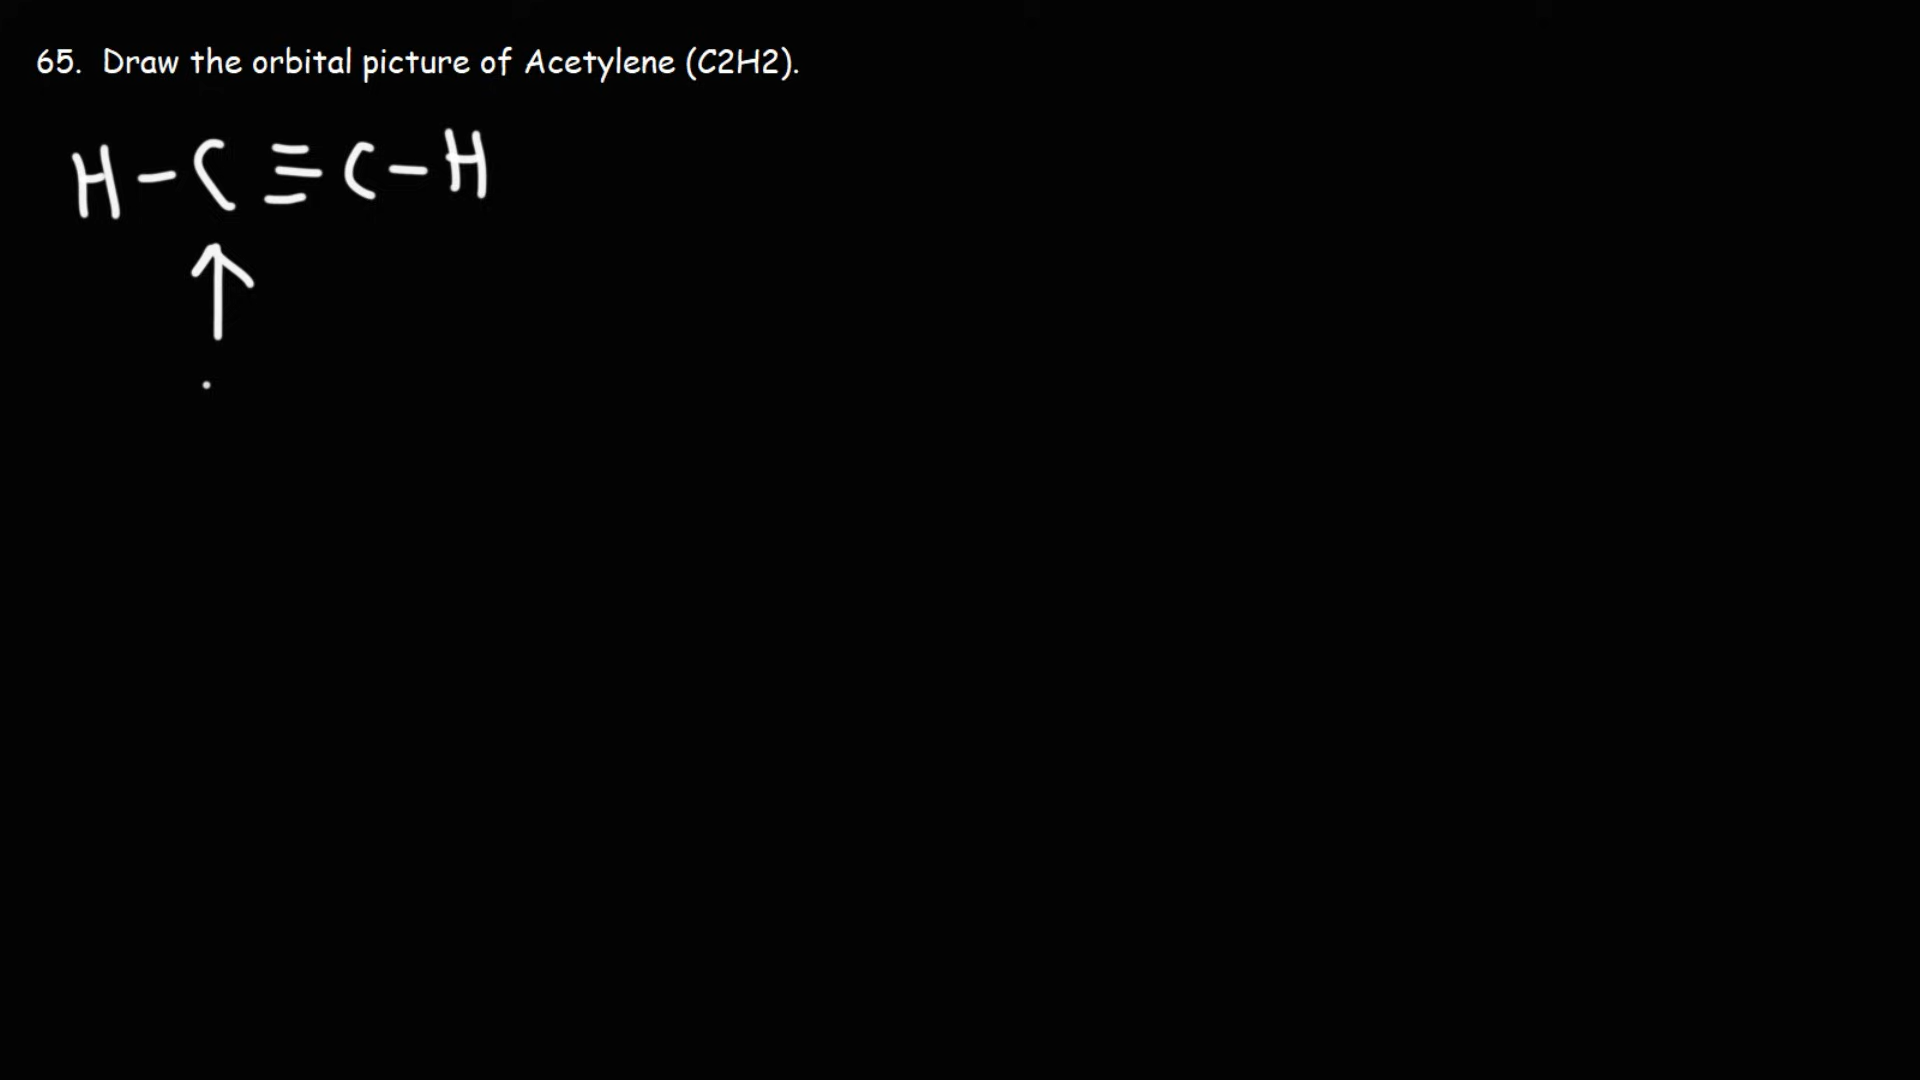 65. Draw the orbital picture of Acetylene (C2H2).
H - C ≡ C - H